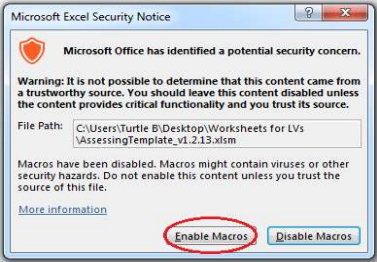 Microsoft Excel Security Notice
Microsoft Office has identified a potential security concern.
Warning: It is not possible to determine that this content came from
a trustworthy source. You should leave this content disabled unless
the content provides critical functionality and you trust its source.
File Path: C:\Users\Turtle B\Desktop\Worksheets for LVs
\AssessingTemplate_v1.2.13.xlsm
Macros have been disabled. Macros might contain viruses or other
security hazards. Do not enable this content unless you trust the
source of this file.
More information
Enable Macros Disable Macros